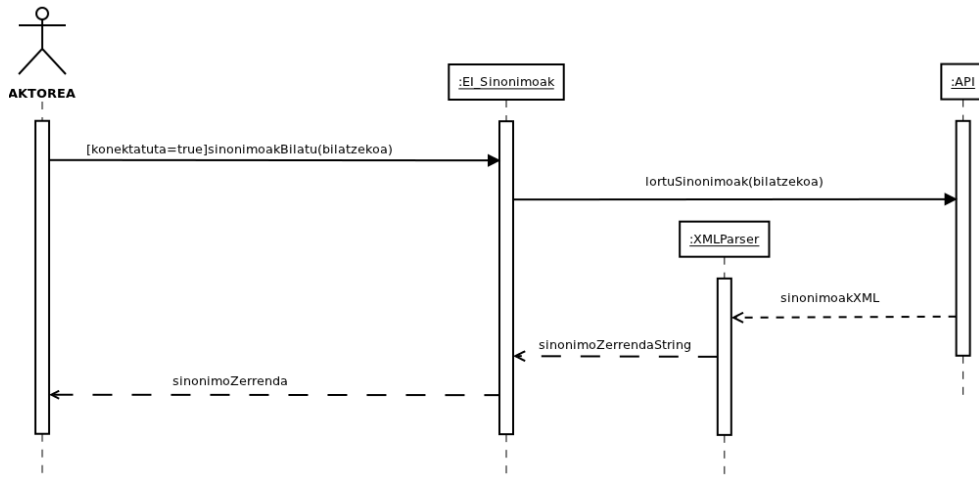 AKTOREA
:EI_Sinonimoak
:API
[konektatuta=true]sinonimoakBilatu(bilatzekoa)
lortuSinonimoak(bilatzekoa)
:XMLParser
sinonimoakXML
sinonimoZerrendaString
sinonimoZerrenda